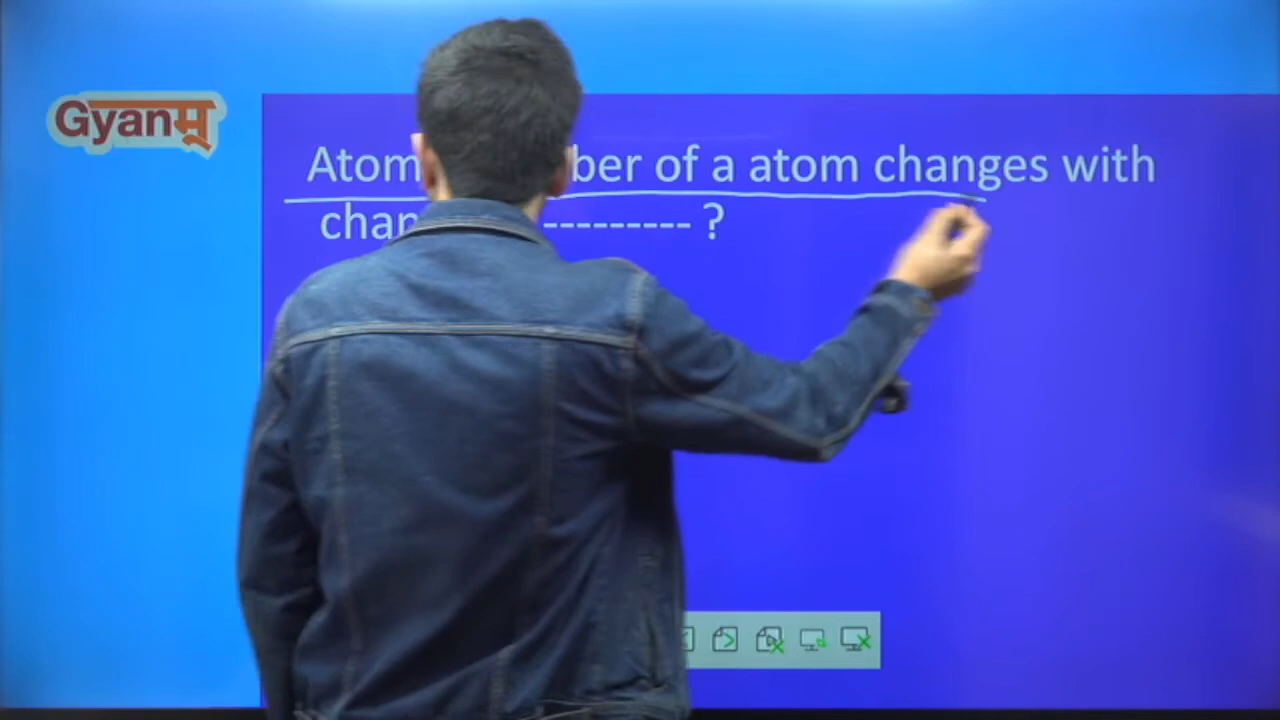 Gyanम्
Atom ber of a atom changes with
chan --------- ?